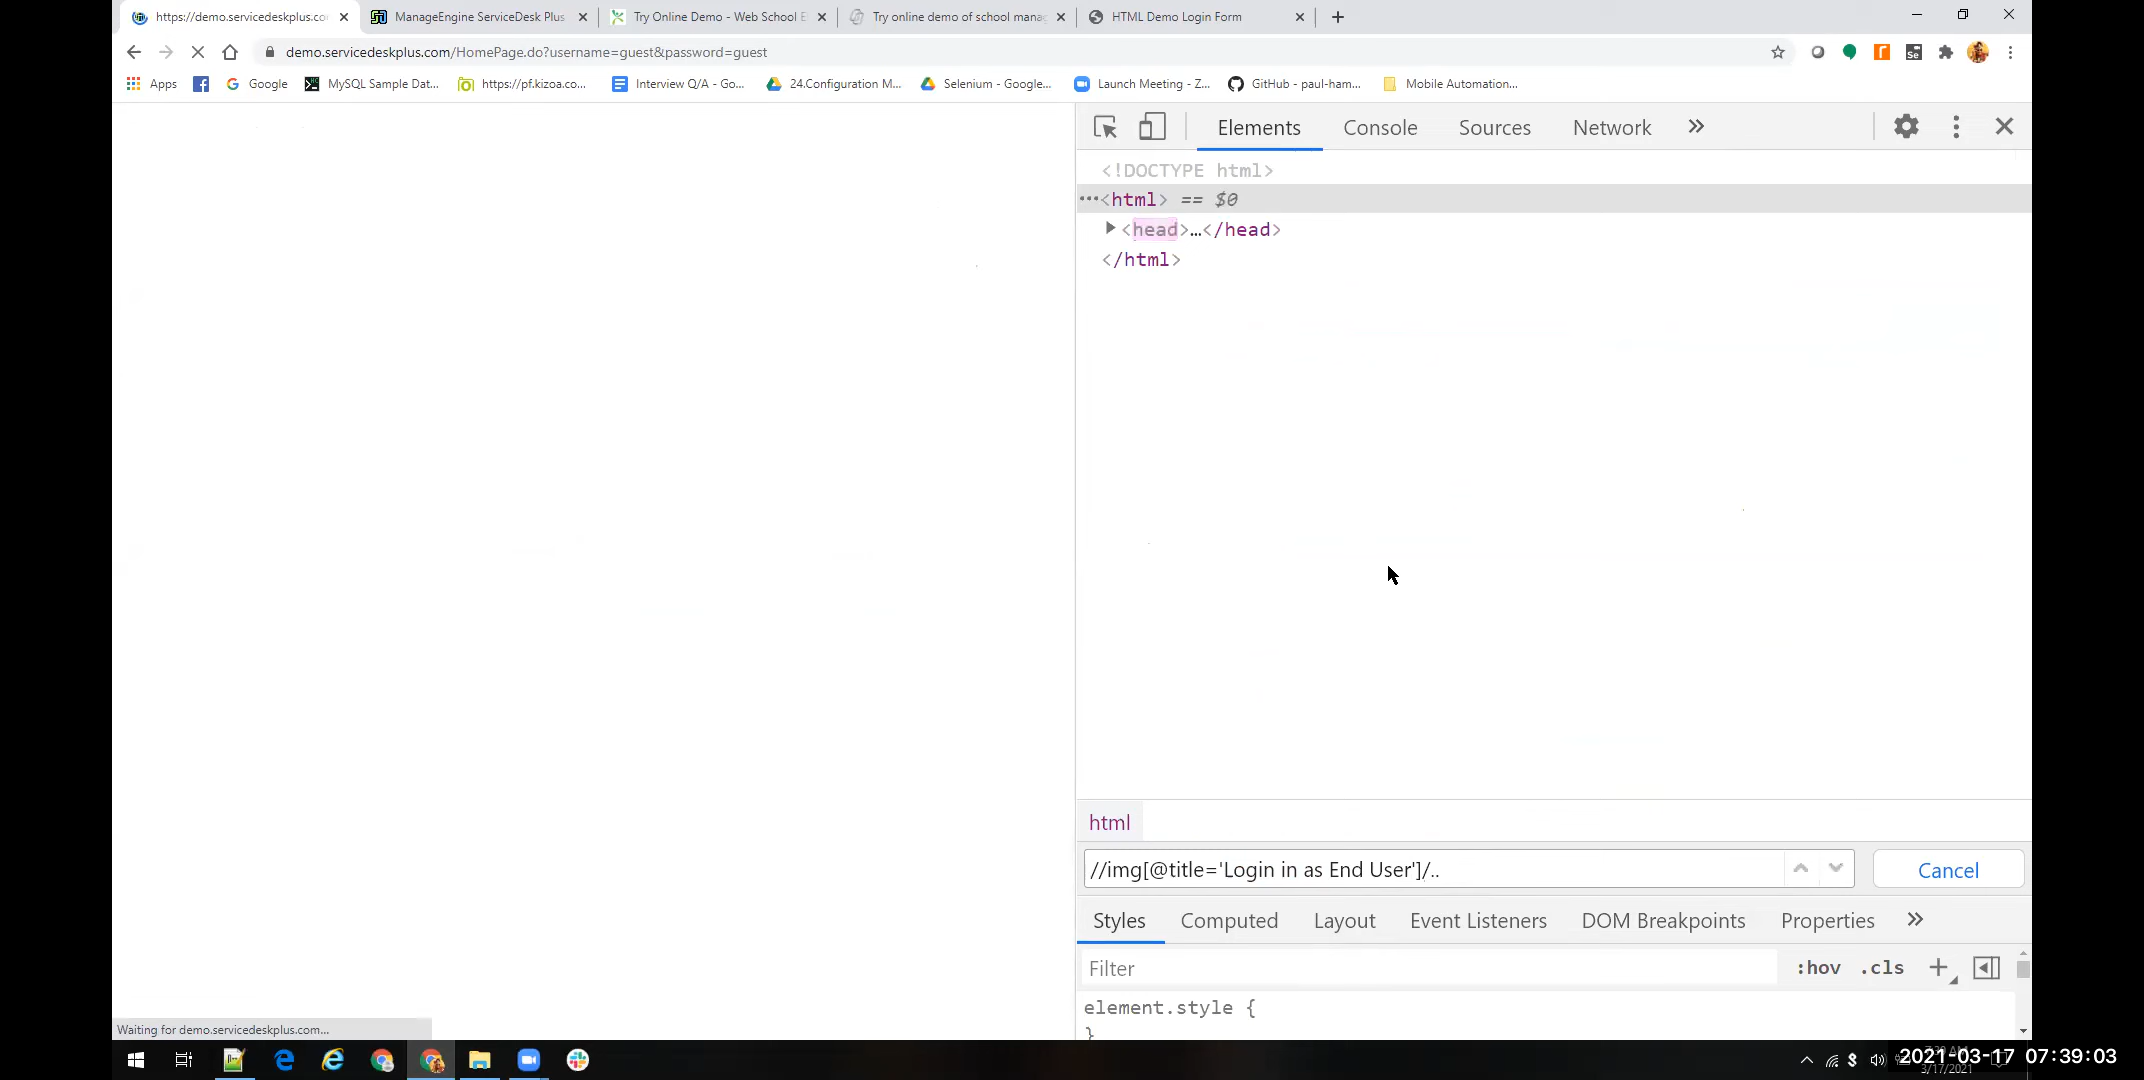 https://demo.servicedeskplus.co
ManageEngine ServiceDesk Plus
Try Online Demo - Web School E
Try online demo of school mana
HTML Demo Login Form
demo.servicedeskplus.com/HomePage.do?username=guest&password=guest
Apps
Google
MySQL Sample Dat...
https://pf.kizoa.co...
Interview Q/A - Go...
24.Configuration M...
Selenium - Google...
Launch Meeting - Z...
GitHub - paul-ham...
Mobile Automation...
Elements
Console
Sources
Network
<!DOCTYPE html>
<html> == $0
<head>…</head>
</html>
html
//img[@title='Login in as End User']/..
Cancel
Styles
Computed
Layout
Event Listeners
DOM Breakpoints
Properties
Filter
:hov
.cls
element.style {
}
Waiting for demo.servicedeskplus.com...
2021-03-17 07:39:03
3/17/2021